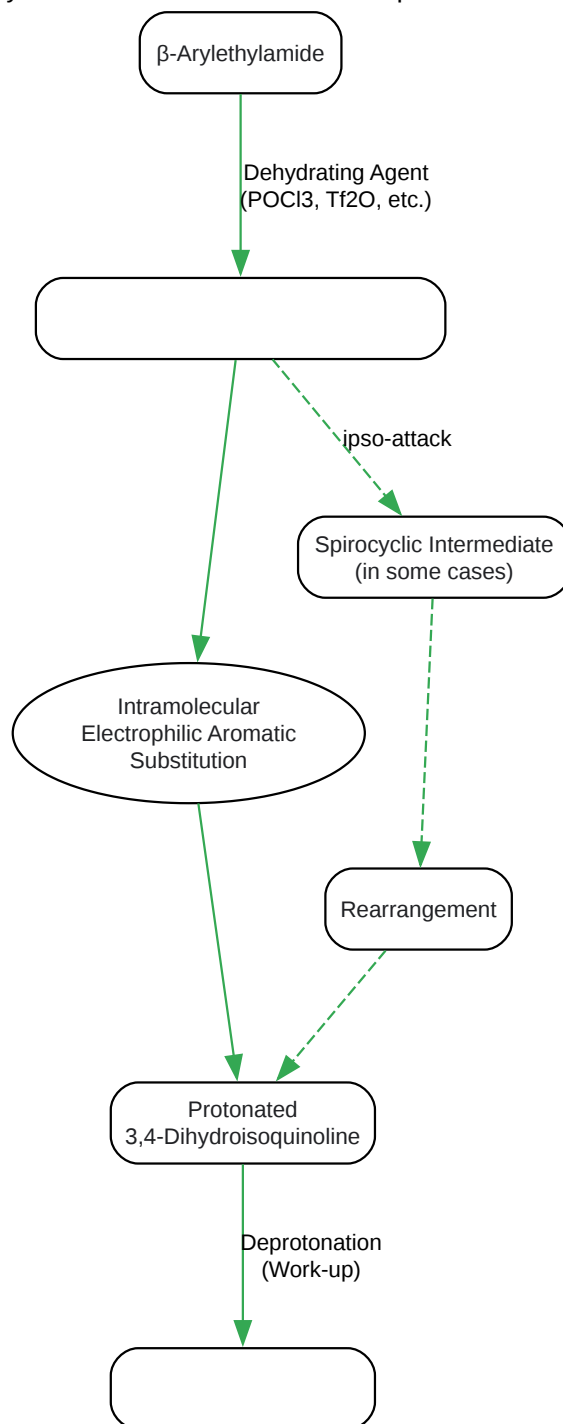 β-Arylethylamide
Dehydrating Agent
(POCl3, Tf2O, etc.)
ipso-attack
Spirocyclic Intermediate
(in some cases)
Intramolecular
Electrophilic Aromatic
Substitution
Rearrangement
Protonated
3,4-Dihydroisoquinoline
Deprotonation
(Work-up)